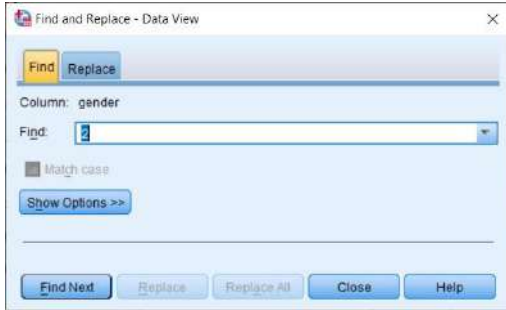 Find and Replace - Data View
Find Replace
Column: gender
Find: 2
Match case
Show Options >>
Find Next Replace Replace All Close Help